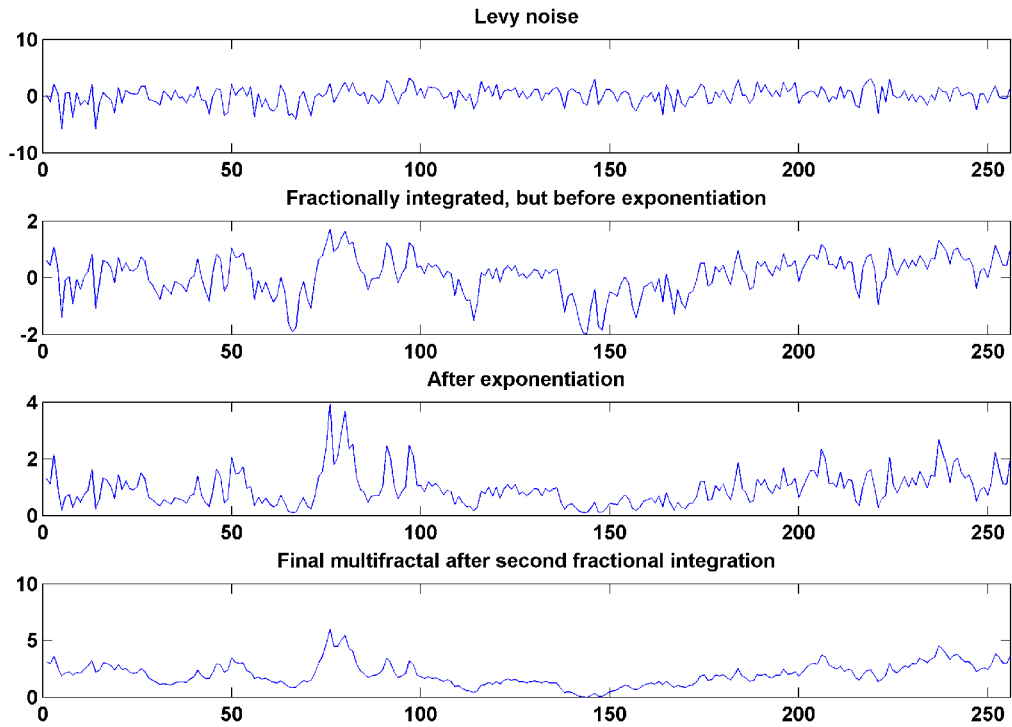 Levy noise
10
0
-10
0 50 100 150 200 250
Fractionally integrated, but before exponentiation
2
0
-2
0 50 100 150 200 250
After exponentiation
4
2
0
0 50 100 150 200 250
Final multifractal after second fractional integration
10
5
0
0 50 100 150 200 250